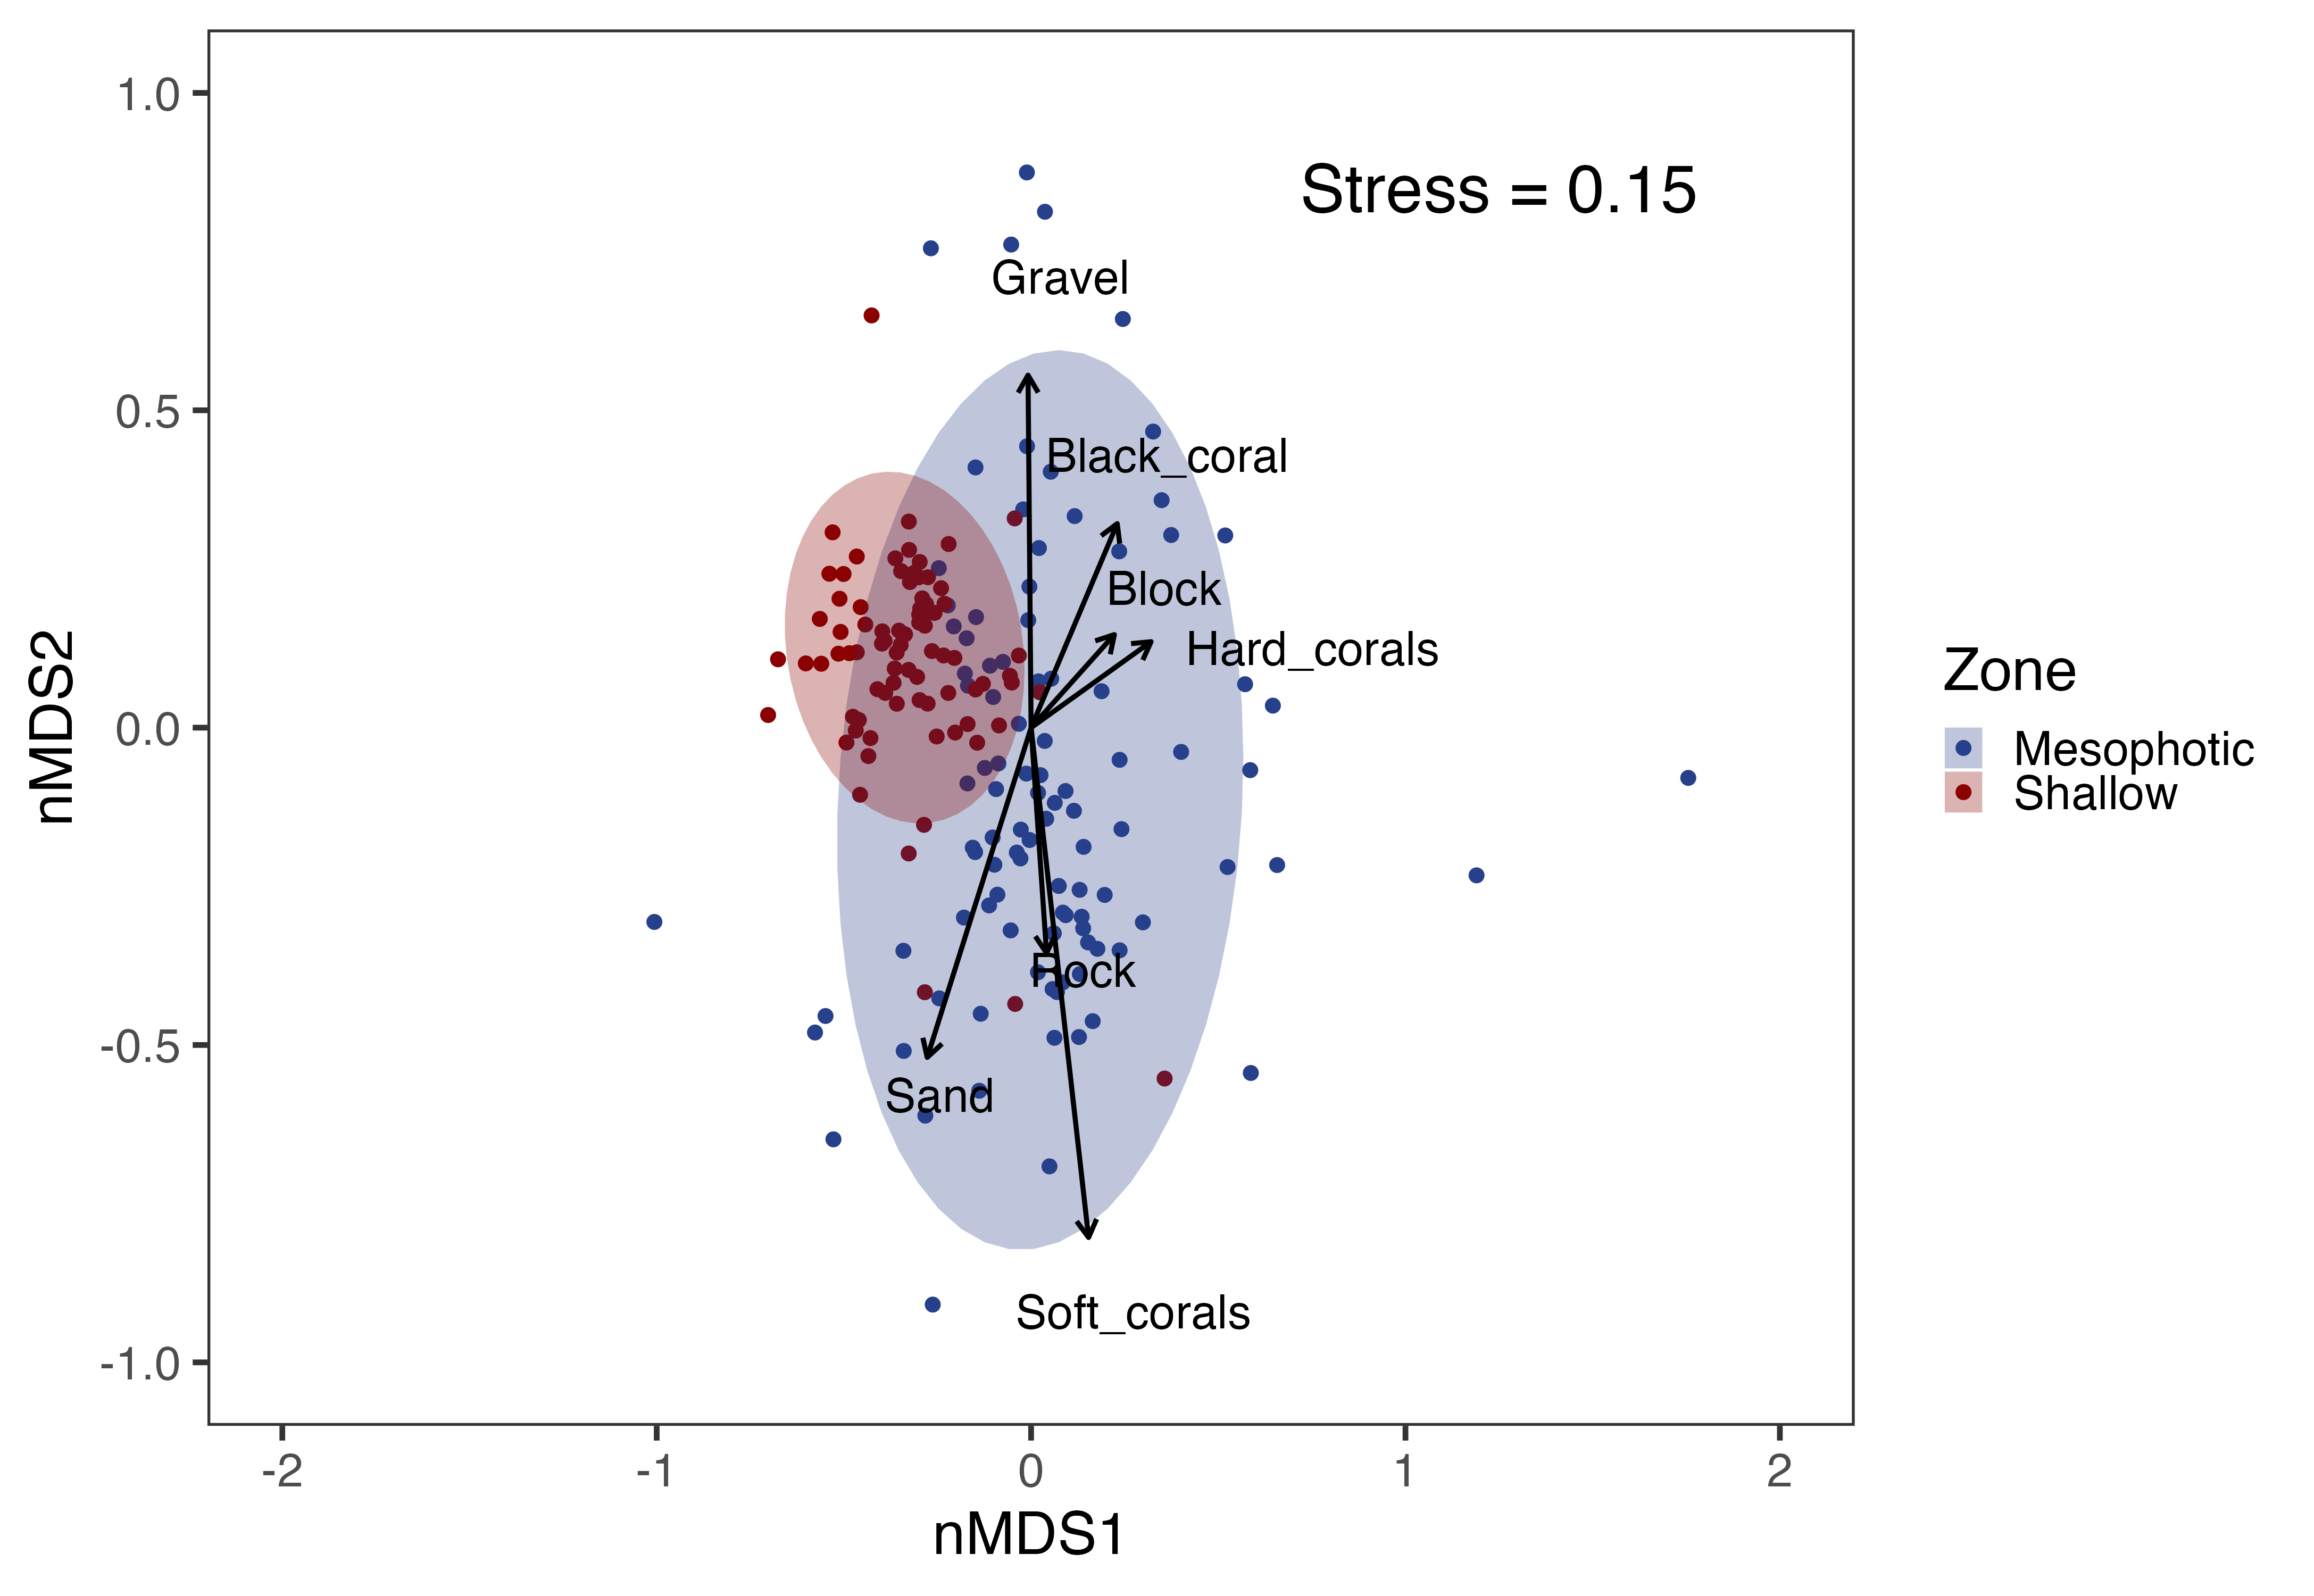 Stress = 0.15
Gravel
Black_coral
Block
Hard_corals
Rock
Sand
Soft_corals
nMDS2
1.0
0.5
0.0
-0.5
-1.0
-2
-1
0
1
2
nMDS1
Zone
Mesophotic
Shallow